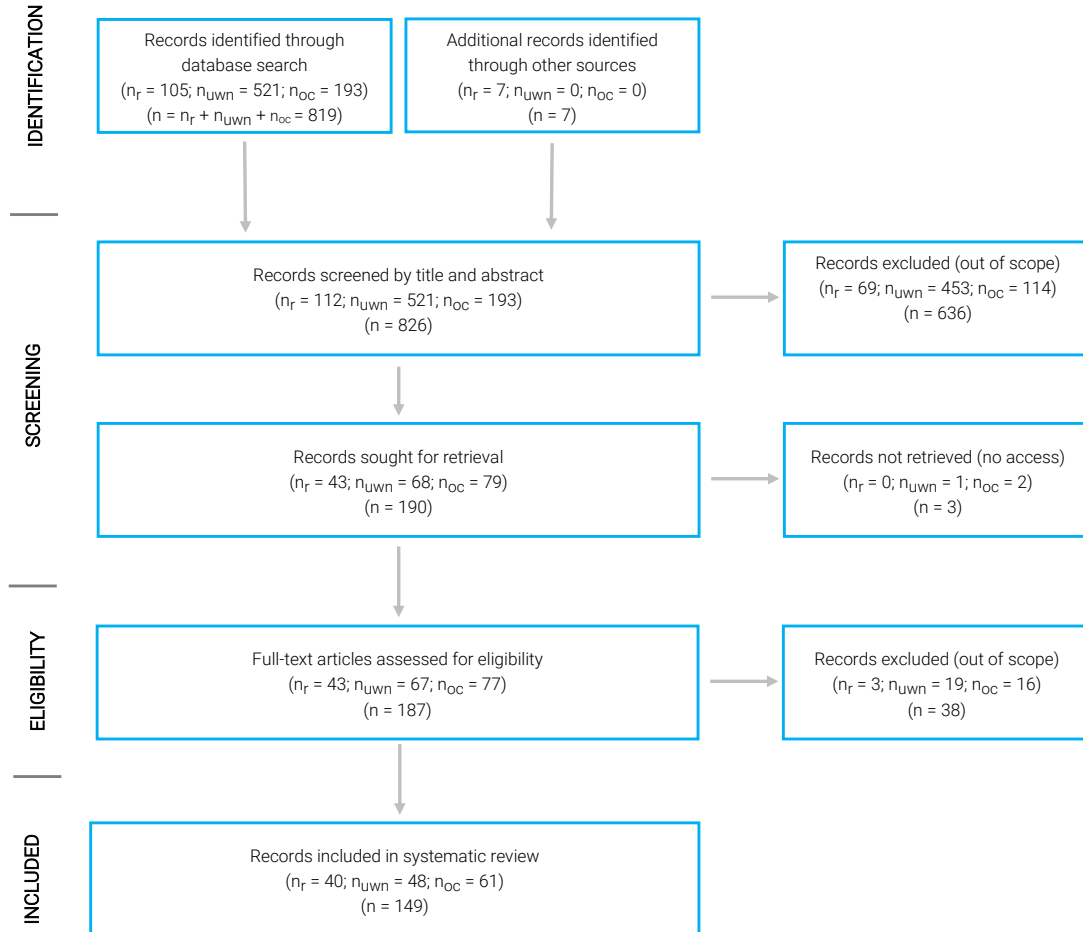 IDENTIFICATION
Records identified through
database search
(nr = 105; nuwn = 521; noc = 193)
(n = nr + nuwn + noc = 819)
Additional records identified
through other sources
(nr = 7; nuwn = 0; noc = 0)
(n = 7)
SCREENING
Records screened by title and abstract
(nr = 112; nuwn = 521; noc = 193)
(n = 826)
Records excluded (out of scope)
(nr = 69; nuwn = 453; noc = 114)
(n = 636)
Records sought for retrieval
(nr = 43; nuwn = 68; noc = 79)
(n = 190)
Records not retrieved (no access)
(nr = 0; nuwn = 1; noc = 2)
(n = 3)
ELIGIBILITY
Full-text articles assessed for eligibility
(nr = 43; nuwn = 67; noc = 77)
(n = 187)
Records excluded (out of scope)
(nr = 3; nuwn = 19; noc = 16)
(n = 38)
INCLUDED
Records included in systematic review
(nr = 40; nuwn = 48; noc = 61)
(n = 149)